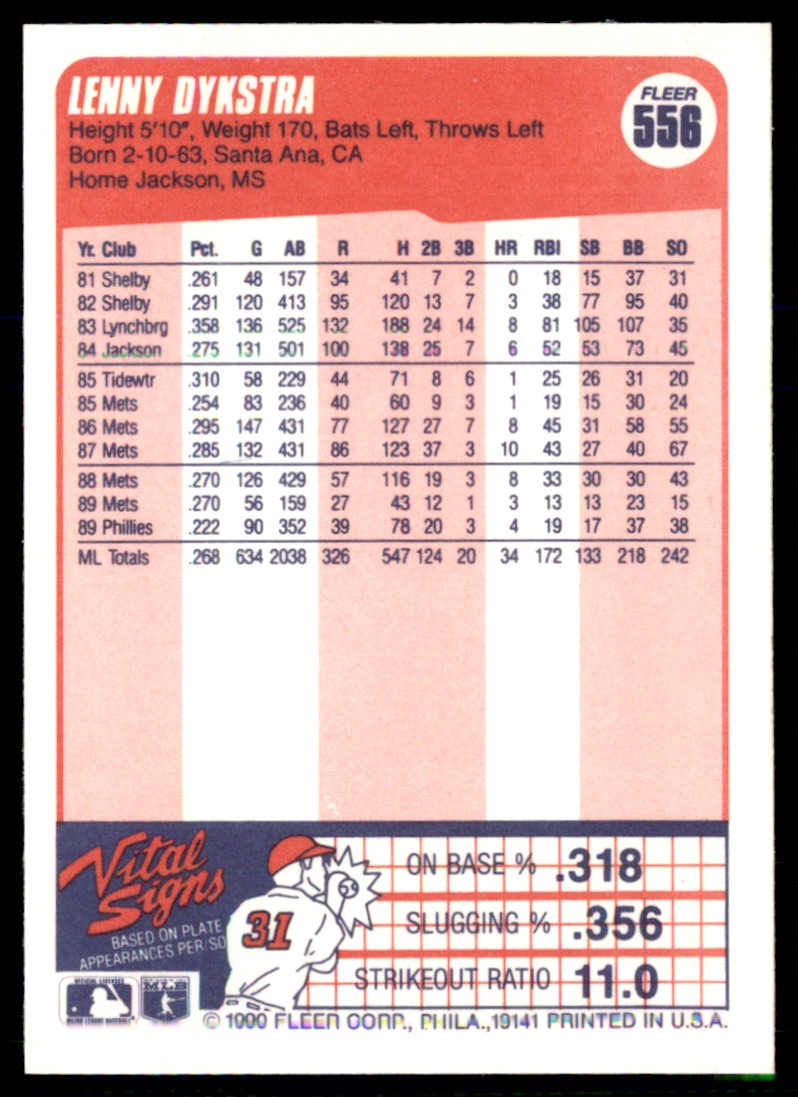 LENNY DYKSTRA
FLEER
556
Height 5'10", Weight 170, Bats Left, Throws Left
Born 2-10-63, Santa Ana, CA
Home Jackson, MS
Yr. Club Pct. G AB R H 2B 3B HR RBI SB BB SO
81 Shelby .261 48 157 34 41 7 2 0 18 15 37 31
82 Shelby .291 120 413 95 120 13 7 3 38 77 95 40
83 Lynchbrg .358 136 525 132 188 24 14 8 81 105 107 35
84 Jackson .275 131 501 100 138 25 7 6 52 53 73 45
85 Tidewtr .310 58 229 44 71 8 6 1 25 26 31 20
85 Mets .254 83 236 40 60 9 3 1 19 15 30 24
86 Mets .295 147 431 77 127 27 7 8 45 31 58 55
87 Mets .285 132 431 86 123 37 3 10 43 27 40 67
88 Mets .270 126 429 57 116 19 3 8 33 30 30 43
89 Mets .270 56 159 27 43 12 1 3 13 13 23 15
89 Phillies .222 90 352 39 78 20 3 4 19 17 37 38
ML Totals .268 634 2038 326 547 124 20 34 172 133 218 242
Vital
Signs
BASED ON PLATE
APPEARANCES PER/SO
31
ON BASE % .318
SLUGGING % .356
STRIKEOUT RATIO 11.0
OFFICIAL LICENSEE
MAJOR LEAGUE BASEBALL
MLB
© 1990 FLEER CORP., PHILA., 19141 PRINTED IN U.S.A.